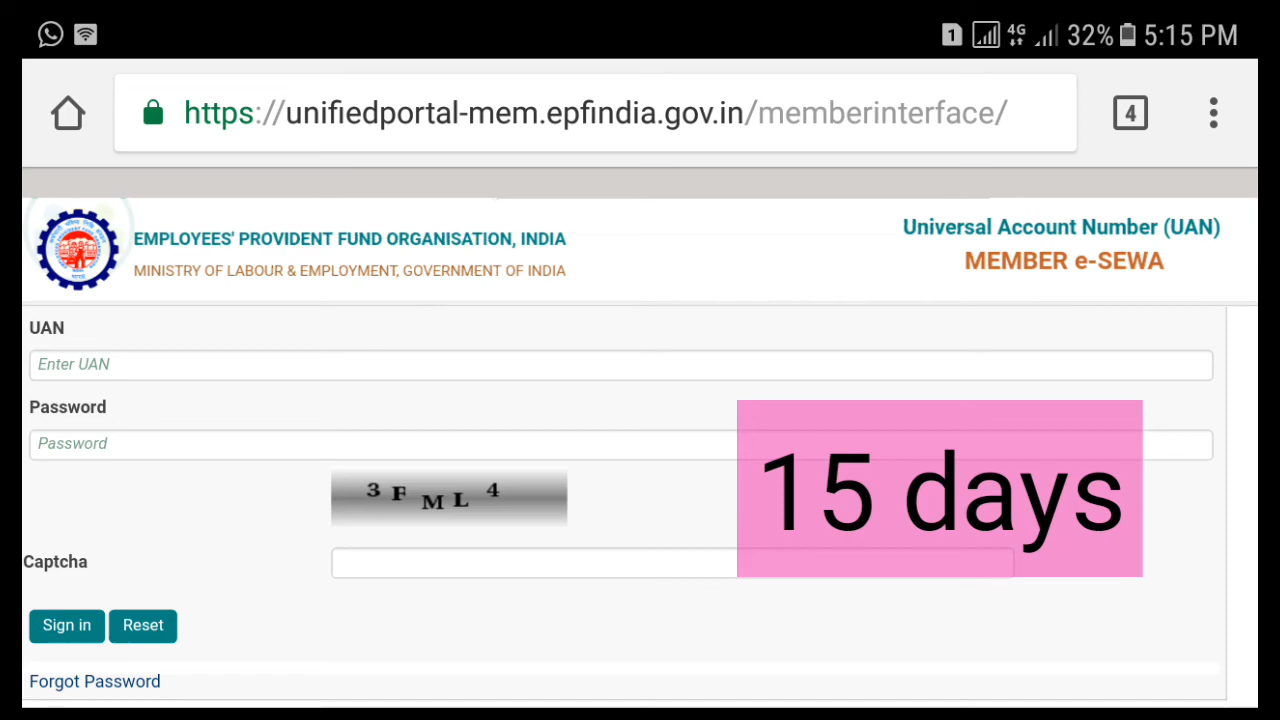 1 4G 32% 5:15 PM
https://unifiedportal-mem.epfindia.gov.in/memberinterface/
4
EMPLOYEES' PROVIDENT FUND ORGANISATION, INDIA
MINISTRY OF LABOUR & EMPLOYMENT, GOVERNMENT OF INDIA
Universal Account Number (UAN)
MEMBER e-SEWA
UAN
Enter UAN
Password
Password
3 F M L 4
15 days
Captcha
Sign in Reset
Forgot Password